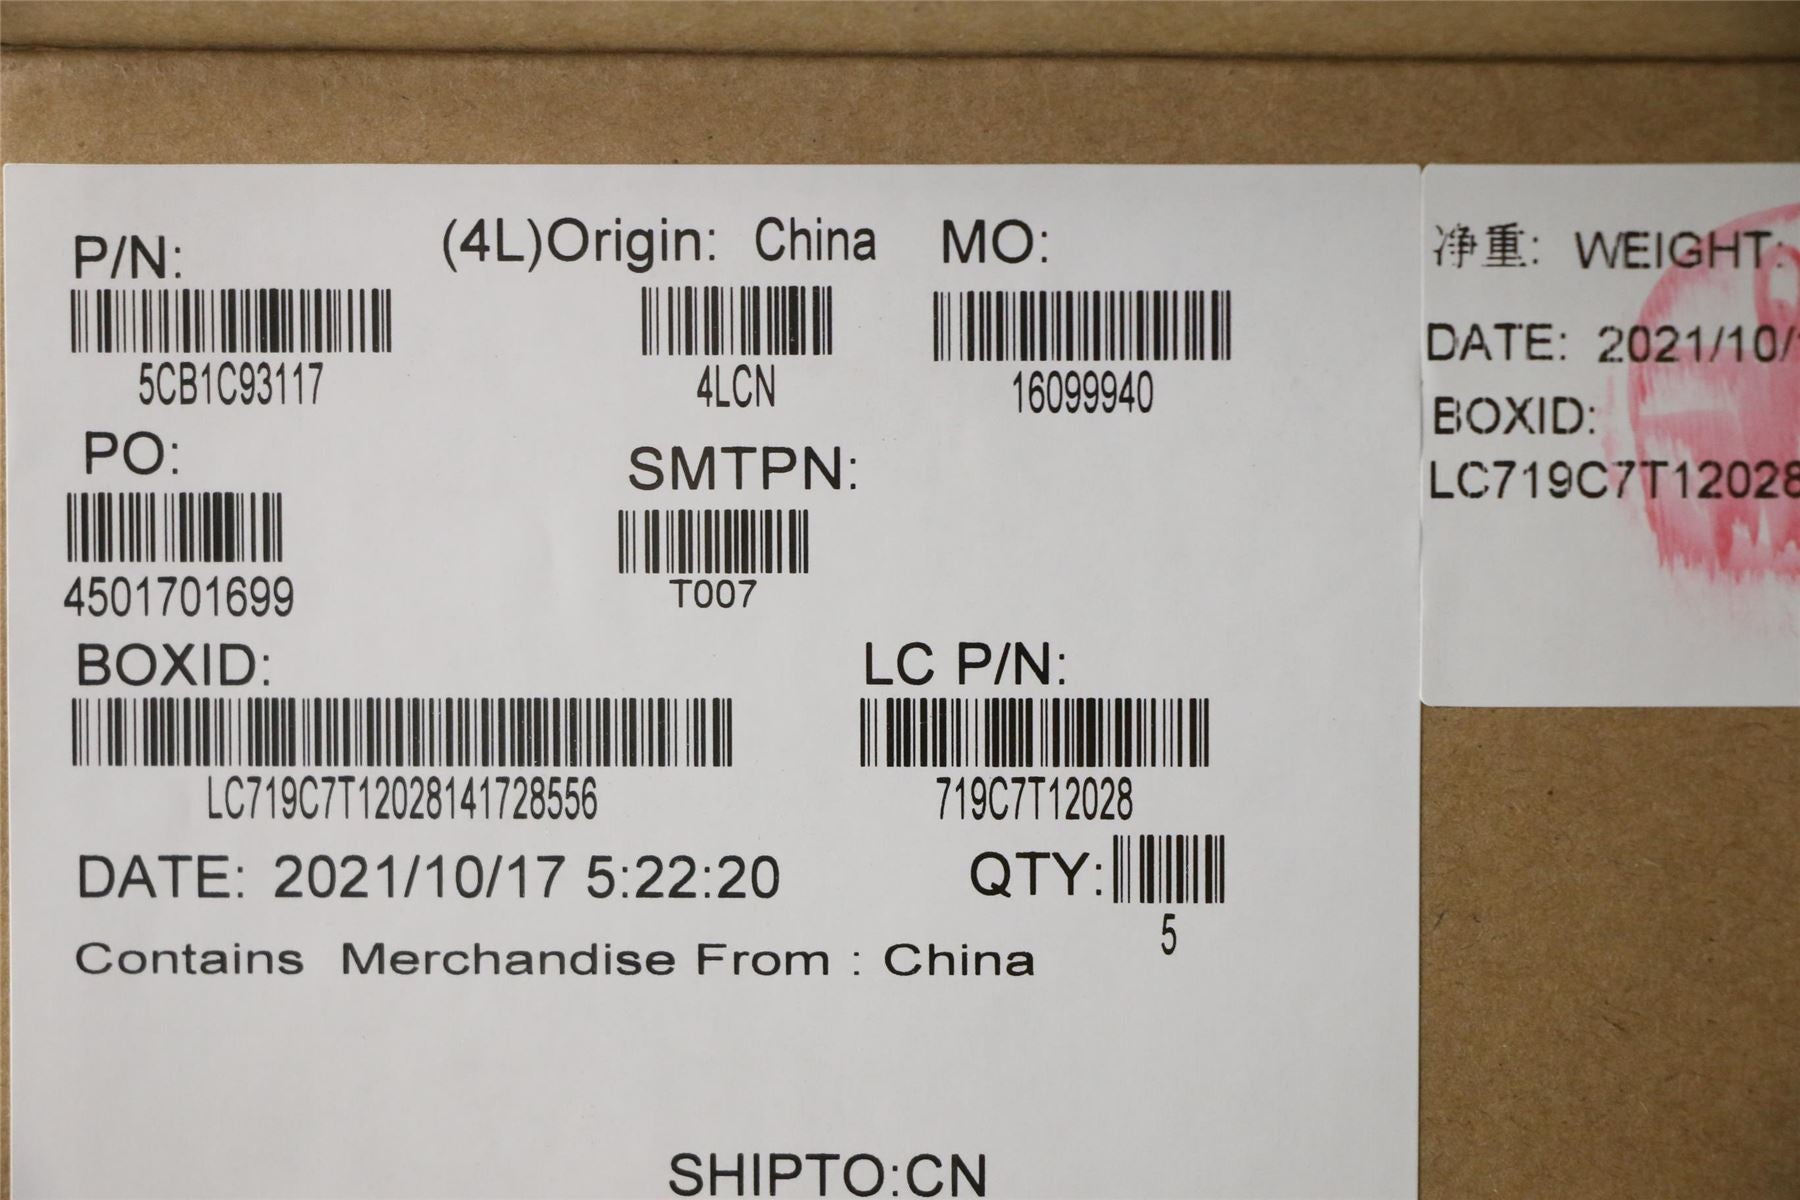 P/N:
(4L)Origin: China
MO:
5CB1C93117
4LCN
16099940
PO:
SMTPN:
4501701699
T007
BOXID:
LC P/N:
LC719C7T12028141728556
719C7T12028
DATE: 2021/10/17 5:22:20
QTY:
5
Contains Merchandise From : China
SHIPTO:CN
净重: WEIGHT:
DATE: 2021/10/
BOXID:
LC719C7T12028